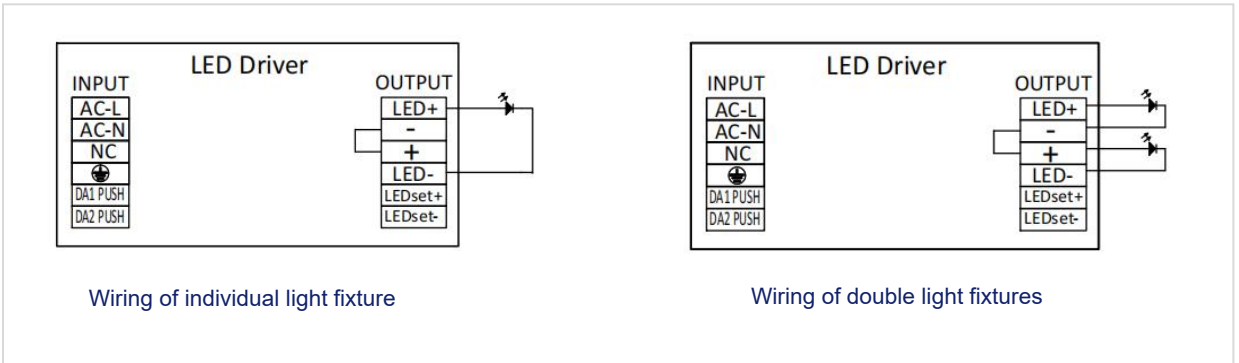 LED Driver
INPUT
OUTPUT
AC-L
LED+
AC-N
-
NC
+
LED-
DA1 PUSH
LEDset+
DA2 PUSH
LEDset-
Wiring of individual light fixture
LED Driver
INPUT
OUTPUT
AC-L
LED+
AC-N
-
NC
+
LED-
DA1 PUSH
LEDset+
DA2 PUSH
LEDset-
Wiring of double light fixtures